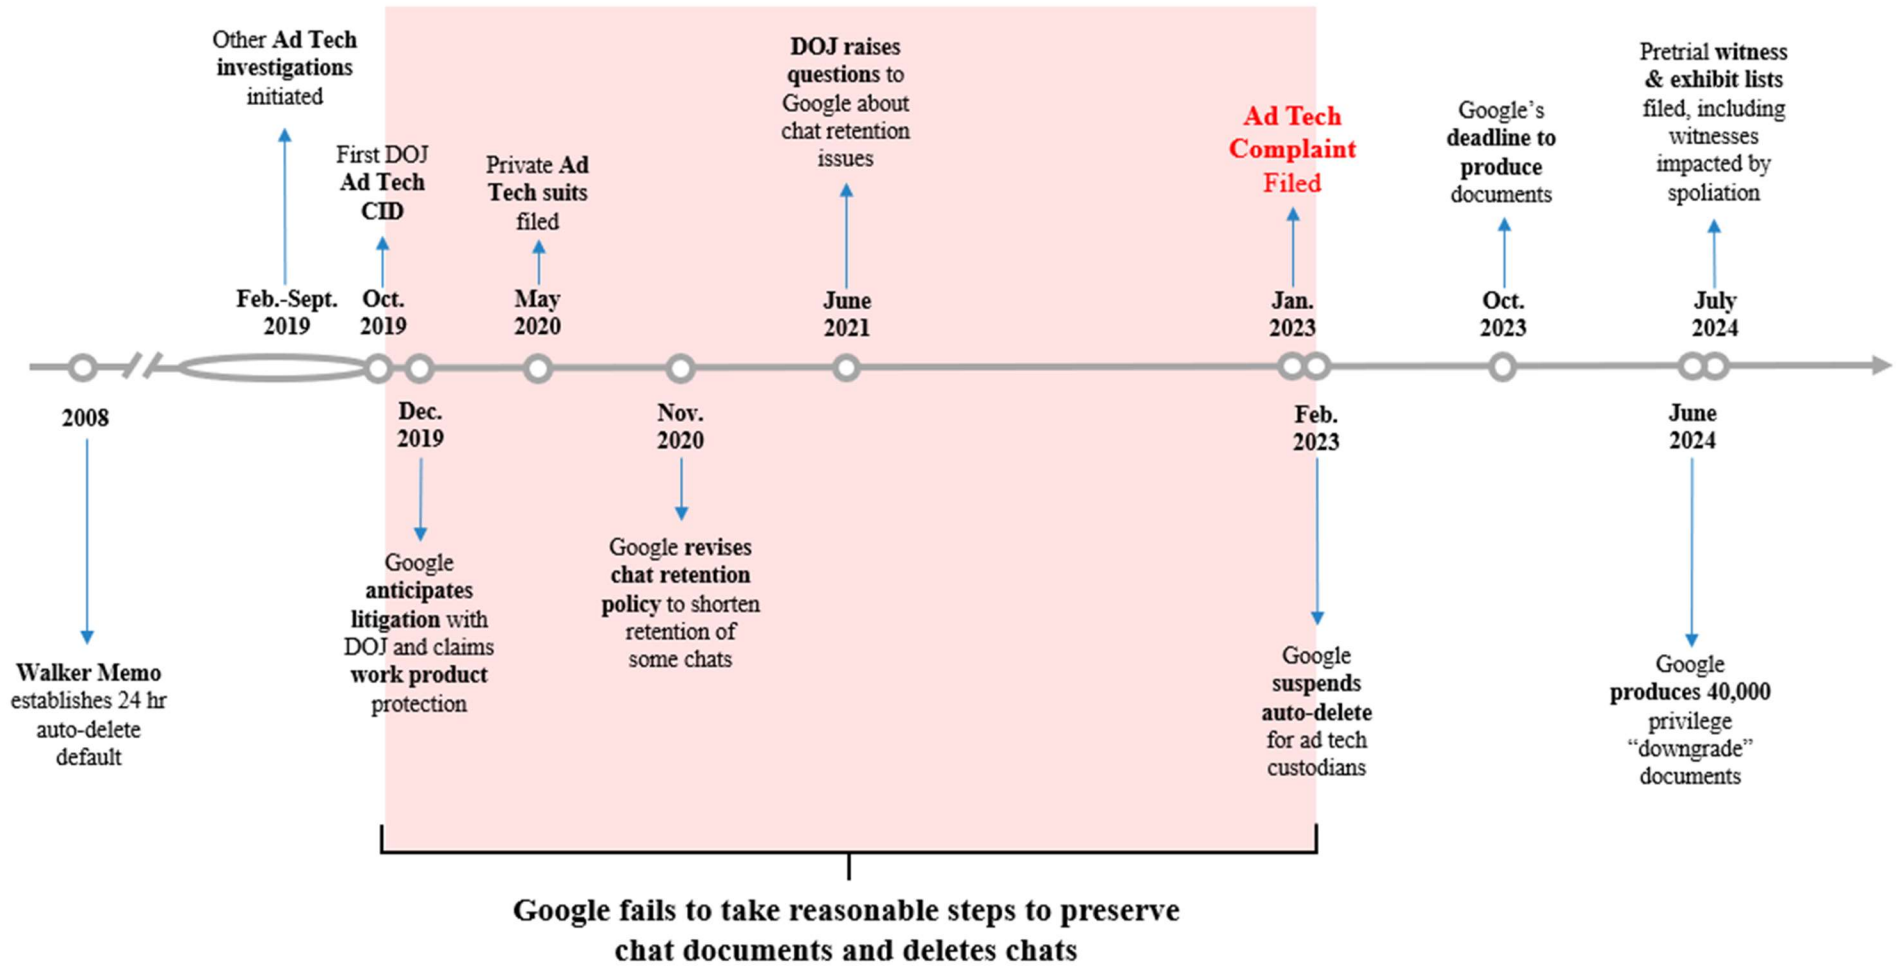 Other Ad Tech
investigations
initiated
Feb.-Sept.
2019
First DOJ
Ad Tech
CID
Oct.
2019
Private Ad
Tech suits
filed
May
2020
DOJ raises
questions to
Google about
chat retention
issues
June
2021
Ad Tech
Complaint
Filed
Jan.
2023
Google’s
deadline to
produce
documents
Oct.
2023
Pretrial witness
& exhibit lists
filed, including
witnesses
impacted by
spoliation
July
2024
2008
Walker Memo
establishes 24 hr
auto-delete
default
Dec.
2019
Google
anticipates
litigation with
DOJ and claims
work product
protection
Nov.
2020
Google revises
chat retention
policy to shorten
retention of
some chats
Feb.
2023
Google
suspends
auto-delete
for ad tech
custodians
June
2024
Google
produces 40,000
privilege
“downgrade”
documents
Google fails to take reasonable steps to preserve
chat documents and deletes chats